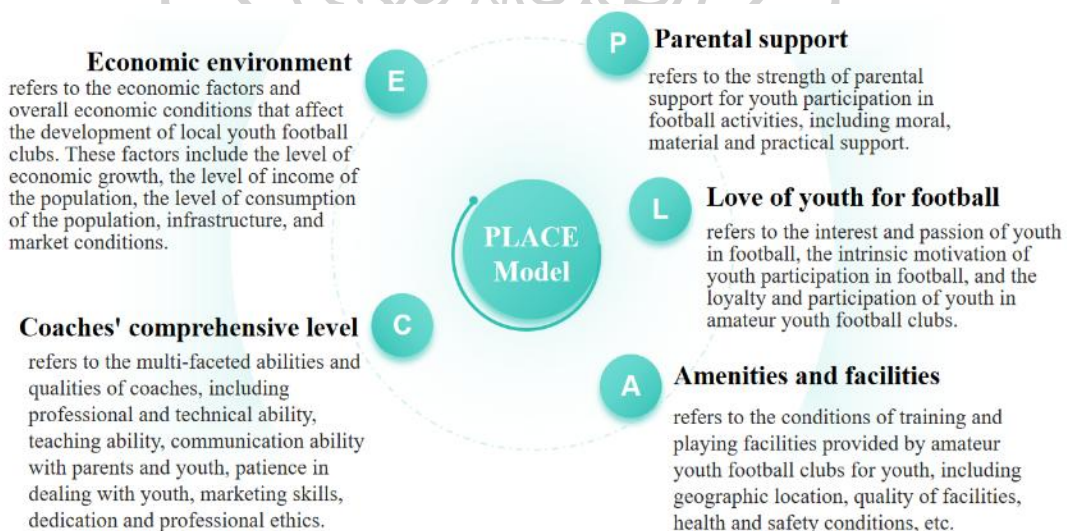 P
Parental support
refers to the strength of parental
support for youth participation in
football activities, including moral,
material and practical support.
L
Love of youth for football
refers to the interest and passion of youth
in football, the intrinsic motivation of
youth participation in football, and the
loyalty and participation of youth in
amateur youth football clubs.
A
Amenities and facilities
refers to the conditions of training and
playing facilities provided by amateur
youth football clubs for youth, including
geographic location, quality of facilities,
health and safety conditions, etc.
C
Coaches' comprehensive level
refers to the multi-faceted abilities and
qualities of coaches, including
professional and technical ability,
teaching ability, communication ability
with parents and youth, patience in
dealing with youth, marketing skills,
dedication and professional ethics.
E
Economic environment
refers to the economic factors and
overall economic conditions that affect
the development of local youth football
clubs. These factors include the level of
economic growth, the level of income of
the population, the level of consumption
of the population, infrastructure, and
market conditions.
PLACE
Model